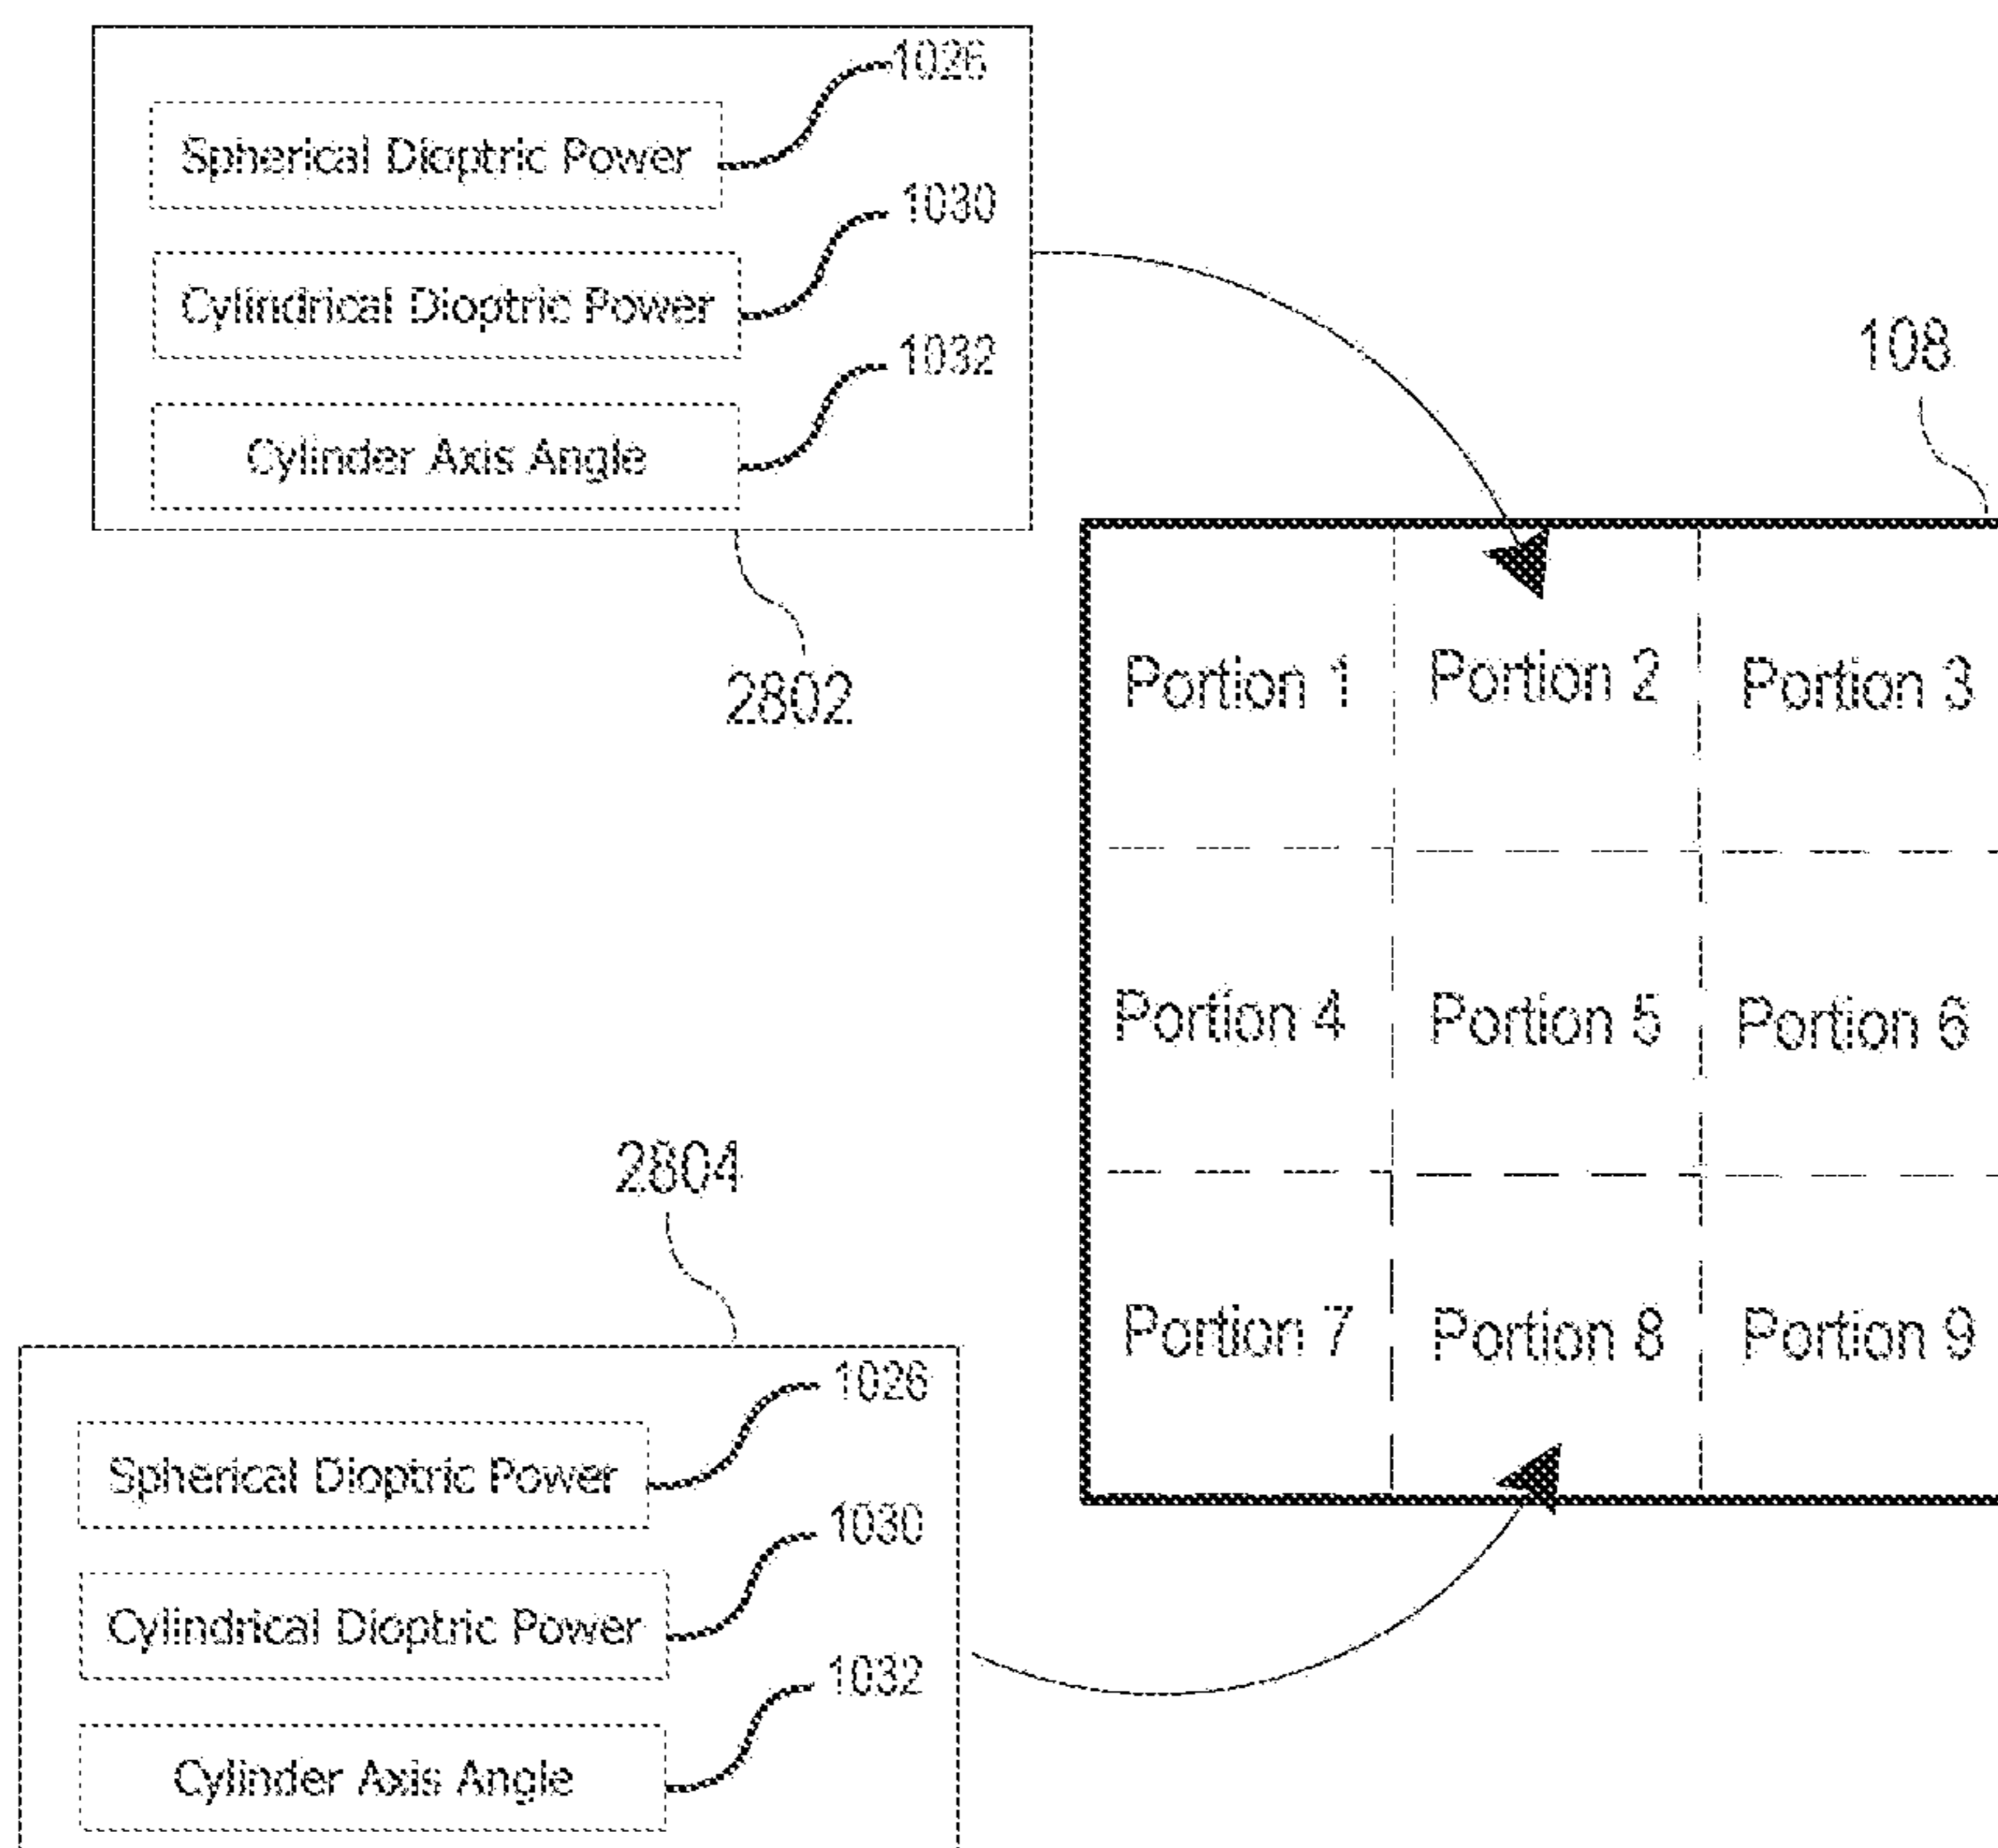 1026
Spherical Dioptric Power
1030
Cylindrical Dioptric Power
1032
Cylinder Axis Angle
2802
108
Portion 1 Portion 2 Portion 3
Portion 4 Portion 5 Portion 6
Portion 7 Portion 8 Portion 9
2804
1026
Spherical Dioptric Power
1030
Cylindrical Dioptric Power
1032
Cylinder Axis Angle